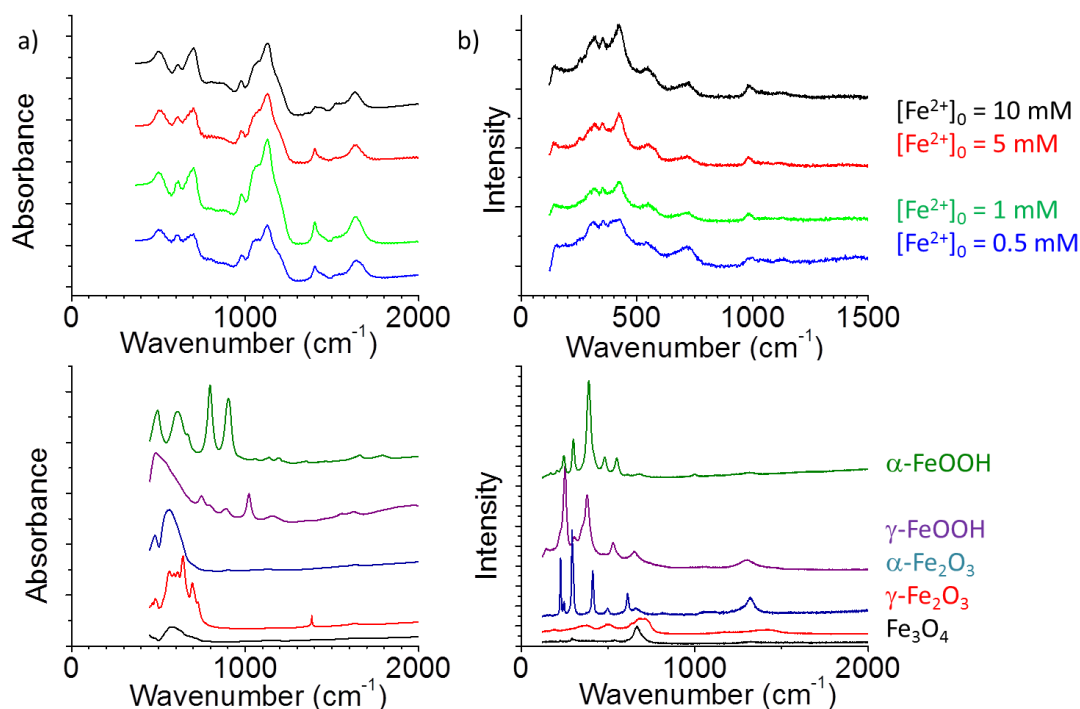 a)
Absorbance
0
1000
2000
Wavenumber (cm⁻¹)
b)
Intensity
0
500
1000
1500
Wavenumber (cm⁻¹)
[Fe²⁺]₀ = 10 mM
[Fe²⁺]₀ = 5 mM
[Fe²⁺]₀ = 1 mM
[Fe²⁺]₀ = 0.5 mM
Absorbance
0
1000
2000
Wavenumber (cm⁻¹)
Intensity
0
1000
2000
Wavenumber (cm⁻¹)
α-FeOOH
γ-FeOOH
α-Fe₂O₃
γ-Fe₂O₃
Fe₃O₄